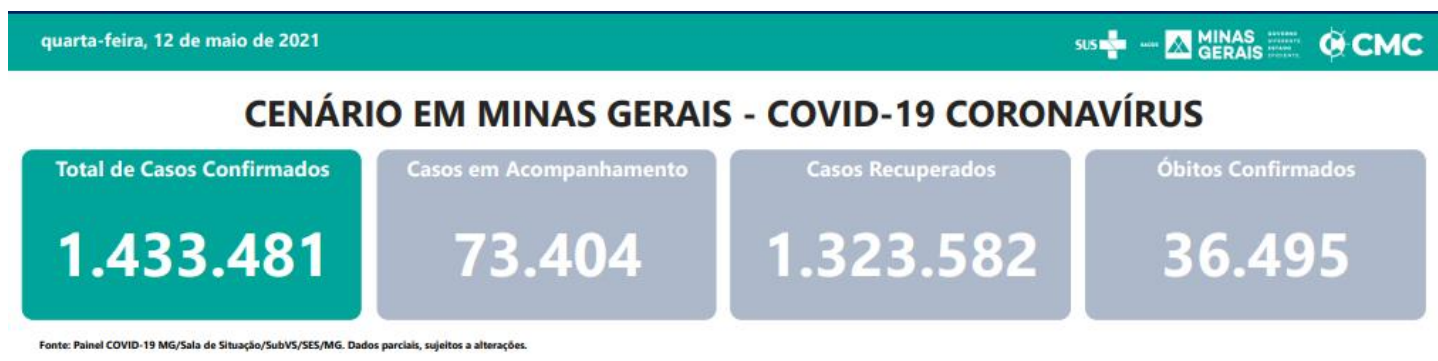 quarta-feira, 12 de maio de 2021
SUS
MINAS
GERAIS
CMC
CENÁRIO EM MINAS GERAIS - COVID-19 CORONAVÍRUS
Total de Casos Confirmados
1.433.481
Casos em Acompanhamento
73.404
Casos Recuperados
1.323.582
Óbitos Confirmados
36.495
Fonte: Painel COVID-19 MG/Sala de Situação/SubVS/SES/MG. Dados parciais, sujeitos a alterações.